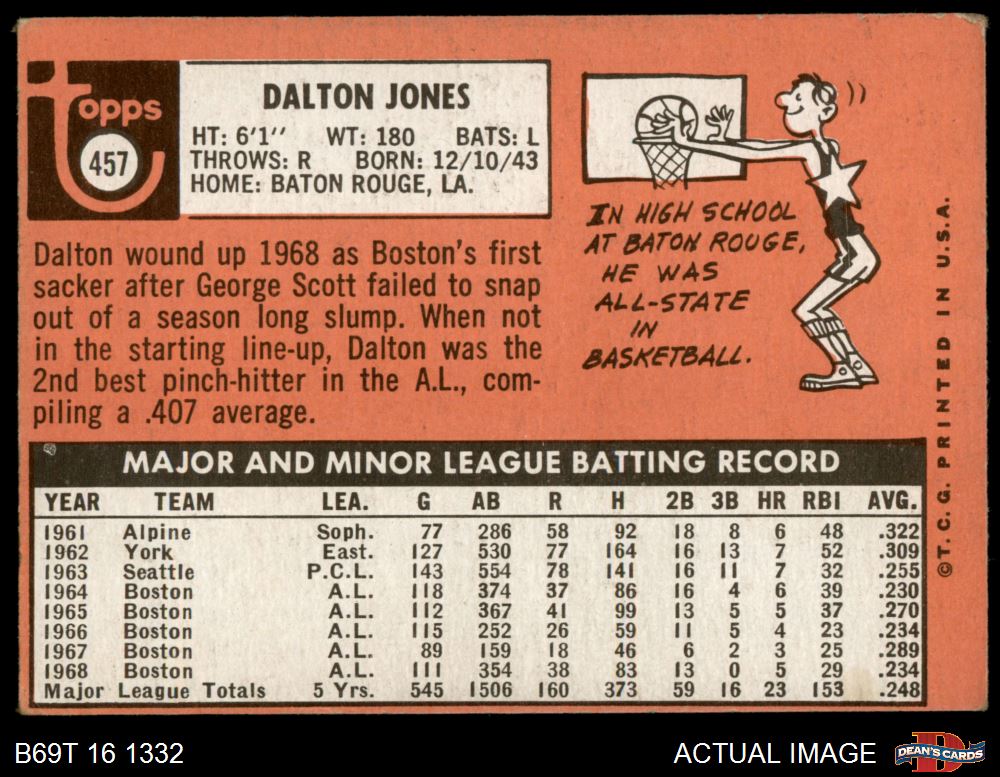 Topps
457
DALTON JONES
HT: 6'1" WT: 180 BATS: L
THROWS: R BORN: 12/10/43
HOME: BATON ROUGE, LA.
Dalton wound up 1968 as Boston's first
sacker after George Scott failed to snap
out of a season long slump. When not
in the starting line-up, Dalton was the
2nd best pinch-hitter in the A.L., com-
piling a .407 average.
IN HIGH SCHOOL
AT BATON ROUGE,
HE WAS
ALL-STATE
IN
BASKETBALL.
©T. C. G. PRINTED IN U.S.A.
MAJOR AND MINOR LEAGUE BATTING RECORD
YEAR TEAM LEA. G AB R H 2B 3B HR RBI AVG.
1961 Alpine Soph. 77 286 58 92 18 8 6 48 .322
1962 York East. 127 530 77 164 16 13 7 52 .309
1963 Seattle P.C.L. 143 554 78 141 16 11 7 32 .255
1964 Boston A.L. 118 374 37 86 16 4 6 39 .230
1965 Boston A.L. 112 367 41 99 13 5 5 37 .270
1966 Boston A.L. 115 252 26 59 11 5 4 23 .234
1967 Boston A.L. 89 159 18 46 6 2 3 25 .289
1968 Boston A.L. 111 354 38 83 13 0 5 29 .234
Major League Totals 5 Yrs. 545 1506 160 373 59 16 23 153 .248
B69T 16 1332
ACTUAL IMAGE
DEAN'S CARDS